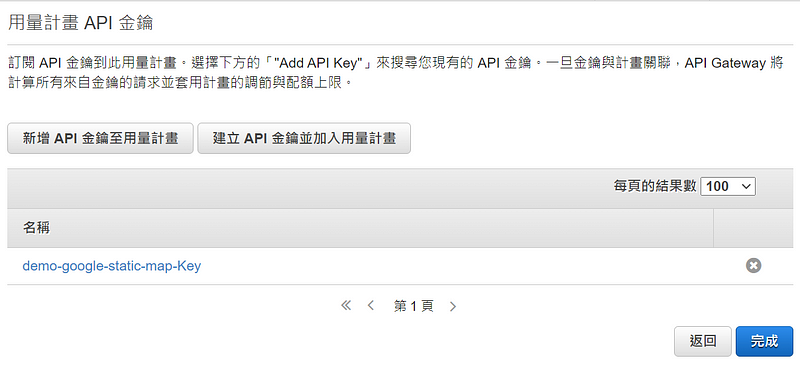 用量計畫 API 金鑰
訂閱 API 金鑰到此用量計畫。選擇下方的「"Add API Key"」來搜尋您現有的 API 金鑰。一旦金鑰與計畫關聯，API Gateway 將
計算所有來自金鑰的請求並套用計畫的調節與配額上限。
新增 API 金鑰至用量計畫 建立 API 金鑰並加入用量計畫
每頁的結果數 100
名稱
demo-google-static-map-Key
第 1 頁
返回 完成